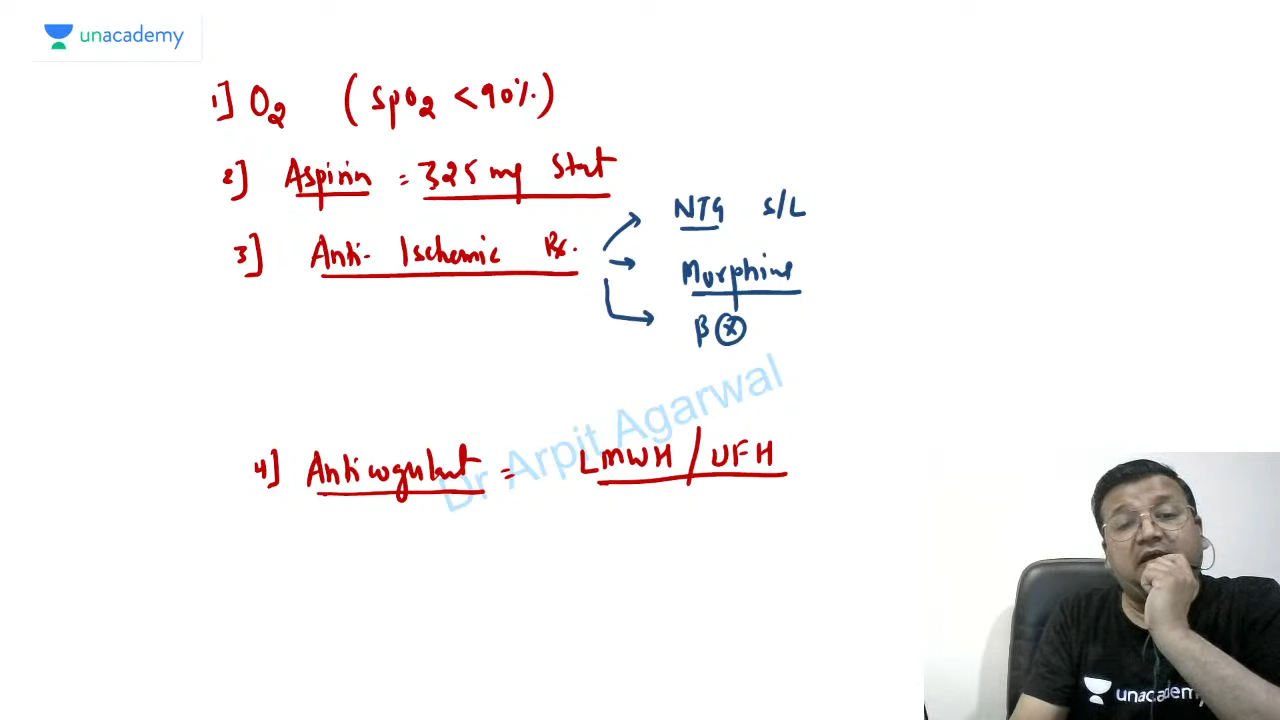 unacademy
1] O2 (SpO2 < 90%)
2] Aspirin = 325 mg Stat
3] Anti-Ischemic Rx.
NTG S/L
Morphine
β ⊗
Dr Arpit Agarwal
4] Anticogulant = LMWH / UFH
unacademy